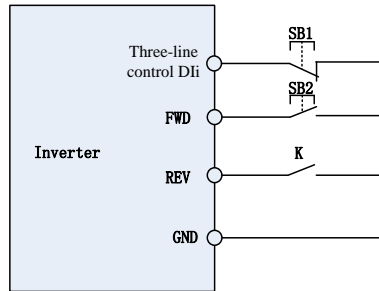 SB1
Three-line
control DIi
SB2
FWD
Inverter
K
REV
GND